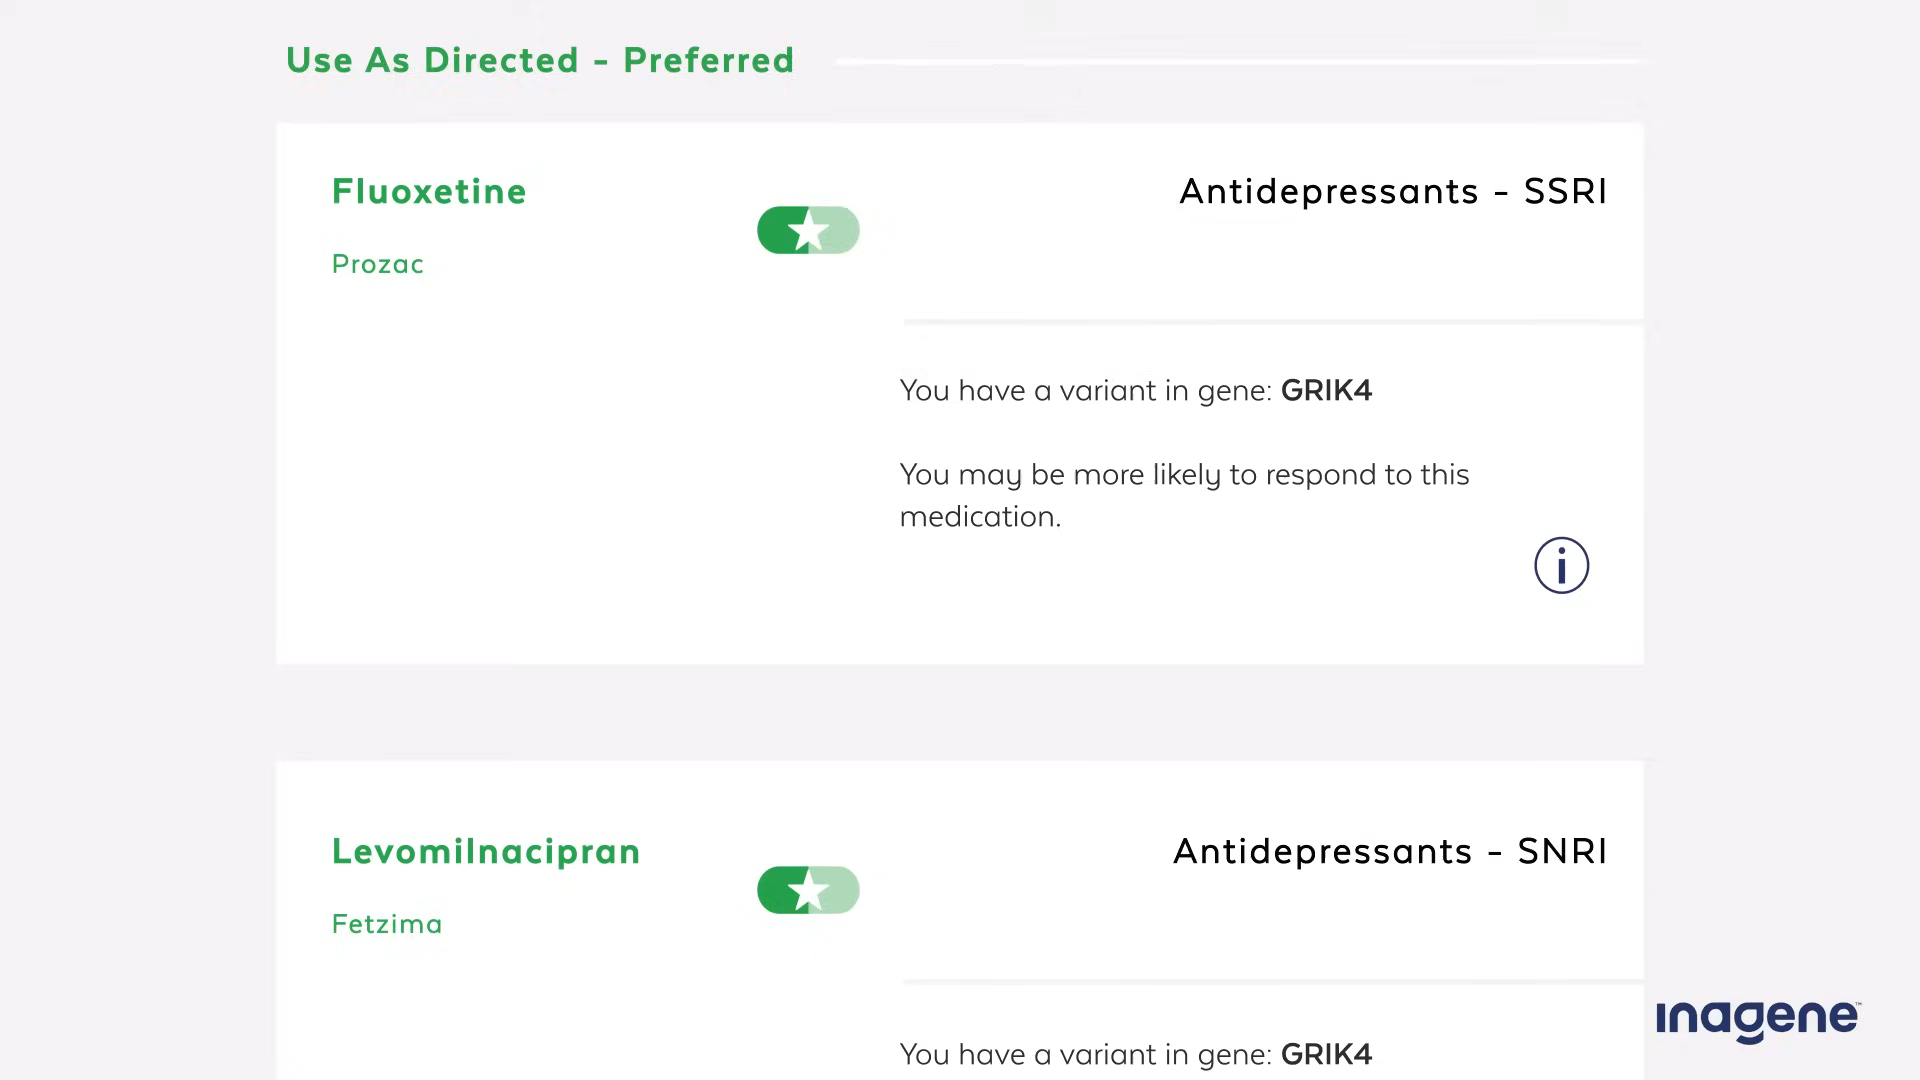 Use As Directed - Preferred
Fluoxetine
Antidepressants - SSRI
Prozac
You have a variant in gene: GRIK4
You may be more likely to respond to this
medication.
i
Levomilnacipran
Antidepressants - SNRI
Fetzima
You have a variant in gene: GRIK4
inagene™